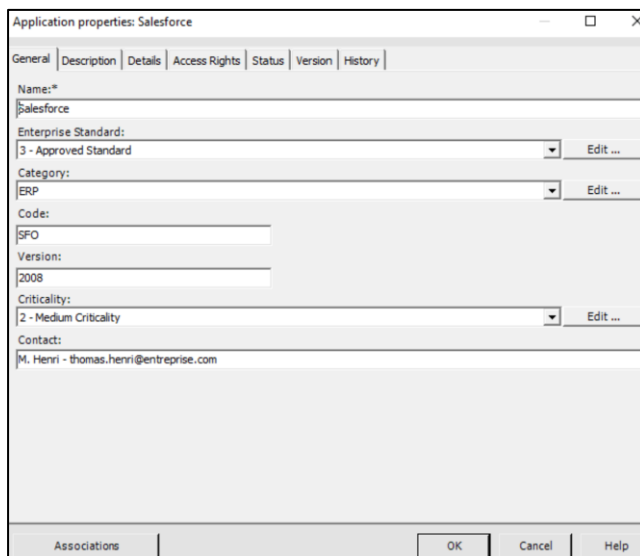 Application properties: Salesforce
General Description Details Access Rights Status Version History
Name:*
Salesforce
Enterprise Standard:
3 - Approved Standard Edit ...
Category:
ERP Edit ...
Code:
SFO
Version:
2008
Criticality:
2 - Medium Criticality Edit ...
Contact:
M. Henri - thomas.henri@entreprise.com
Associations OK Cancel Help